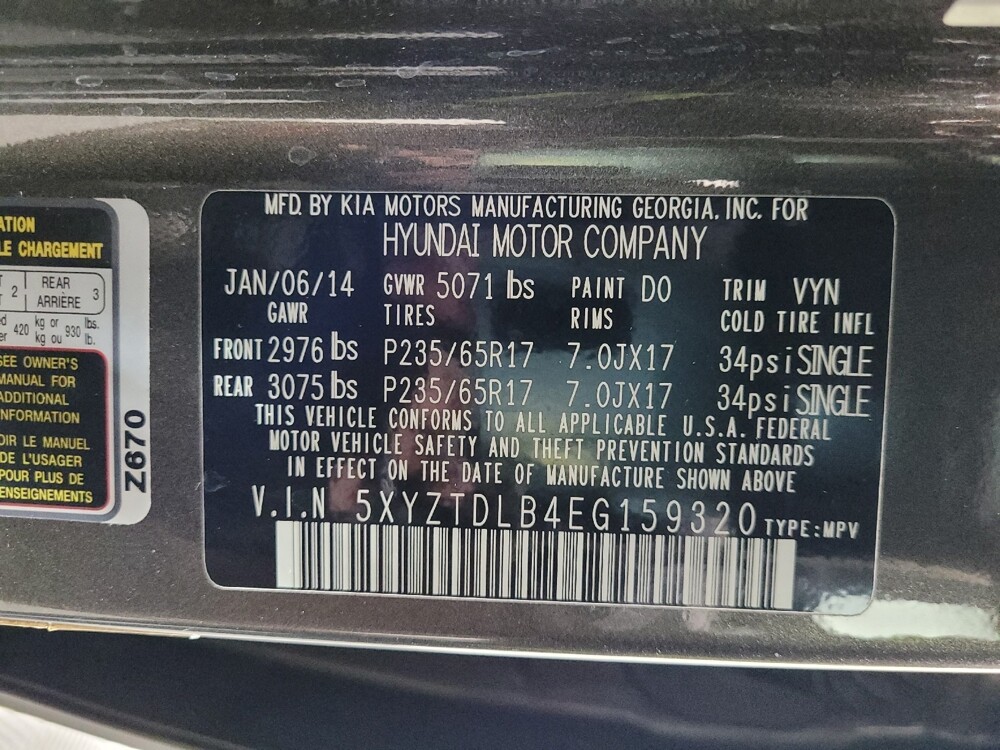 ATION
LE CHARGEMENT
2 REAR 3
ARRIÈRE
420 kg or 930 lbs.
er kg ou lb.
SEE OWNER'S
MANUAL FOR
ADDITIONAL
NFORMATION
OIR LE MANUEL
DE L'USAGER
POUR PLUS DE
ENSEIGNEMENTS
Z670
MFD. BY KIA MOTORS MANUFACTURING GEORGIA, INC. FOR
HYUNDAI MOTOR COMPANY
JAN/06/14 GVWR 5071 lbs PAINT DO TRIM VYN
GAWR TIRES RIMS COLD TIRE INFL
FRONT 2976 lbs P235/65R17 7.0JX17 34psi SINGLE
REAR 3075 lbs P235/65R17 7.0JX17 34psi SINGLE
THIS VEHICLE CONFORMS TO ALL APPLICABLE U.S.A. FEDERAL
MOTOR VEHICLE SAFETY AND THEFT PREVENTION STANDARDS
IN EFFECT ON THE DATE OF MANUFACTURE SHOWN ABOVE
V.I.N 5XYZTDLB4EG159320 TYPE:MPV